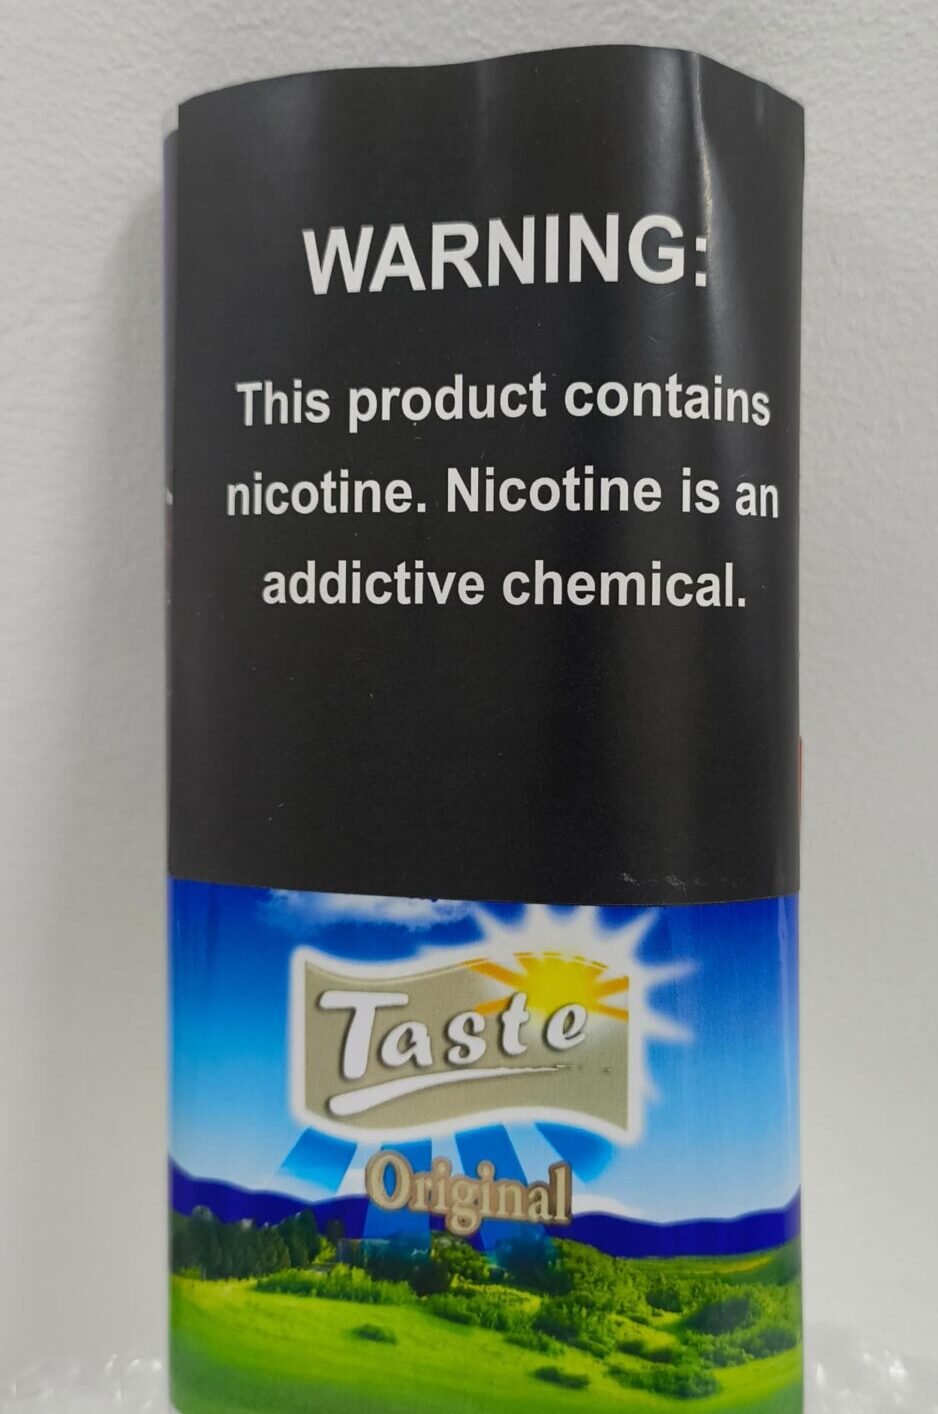 WARNING:
This product contains
nicotine. Nicotine is an
addictive chemical.
Taste
Original